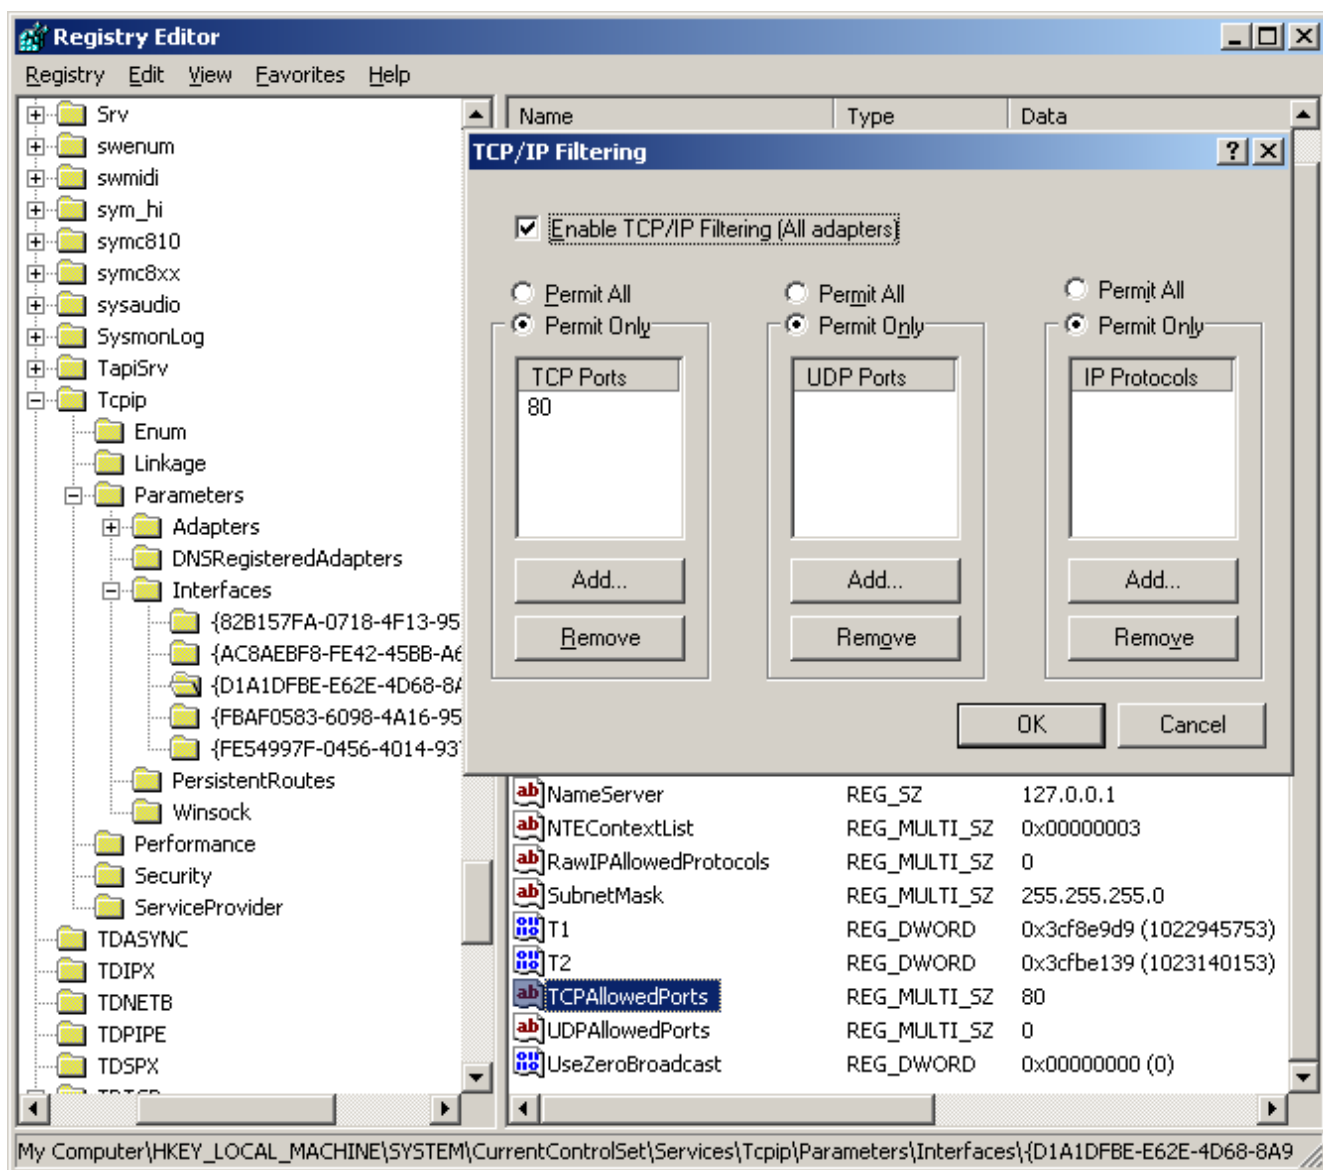 Registry Editor
Registry Edit View Favorites Help
Srv
swenum
swmidi
sym_hi
symc810
symc8xx
sysaudio
SysmonLog
TapiSrv
Tcpip
Enum
Linkage
Parameters
Adapters
DNSRegisteredAdapters
Interfaces
{82B157FA-0718-4F13-95
{AC8AEBF8-FE42-45BB-A6
{D1A1DFBE-E62E-4D68-8A
{FBAF0583-6098-4A16-95
{FE54997F-0456-4014-93
PersistentRoutes
Winsock
Performance
Security
ServiceProvider
TDASYNC
TDIPX
TDNETB
TDPIPE
TDSPX
Name Type Data
TCP/IP Filtering
Enable TCP/IP Filtering (All adapters)
Permit All Permit All Permit All
Permit Only Permit Only Permit Only
TCP Ports UDP Ports IP Protocols
80
Add... Add... Add...
Remove Remove Remove
OK Cancel
NameServer REG_SZ 127.0.0.1
NTEContextList REG_MULTI_SZ 0x00000003
RawIPAllowedProtocols REG_MULTI_SZ 0
SubnetMask REG_MULTI_SZ 255.255.255.0
T1 REG_DWORD 0x3cf8e9d9 (1022945753)
T2 REG_DWORD 0x3cfbe139 (1023140153)
TCPAllowedPorts REG_MULTI_SZ 80
UDPAllowedPorts REG_MULTI_SZ 0
UseZeroBroadcast REG_DWORD 0x00000000 (0)
My Computer\HKEY_LOCAL_MACHINE\SYSTEM\CurrentControlSet\Services\Tcpip\Parameters\Interfaces\{D1A1DFBE-E62E-4D68-8A9